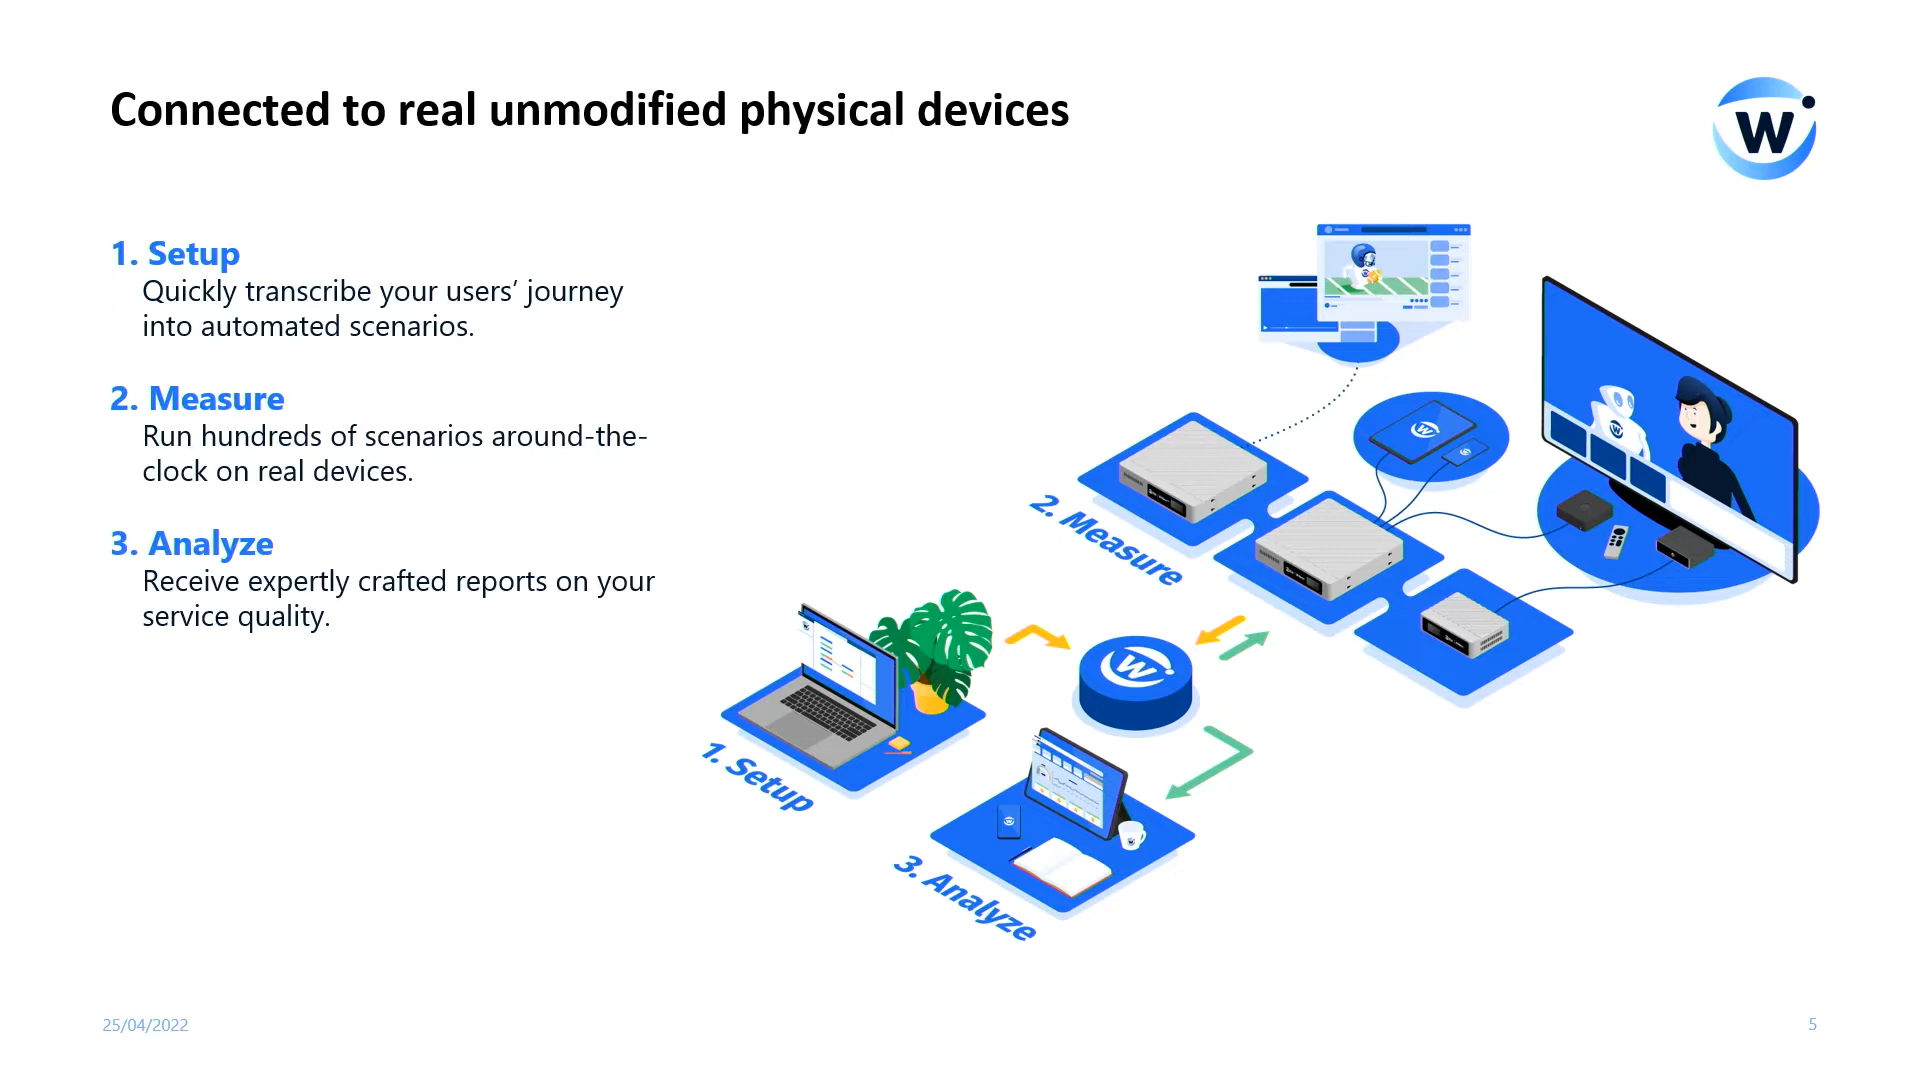 Connected to real unmodified physical devices
W
1. Setup
Quickly transcribe your users’ journey
into automated scenarios.
2. Measure
Run hundreds of scenarios around-the-
clock on real devices.
3. Analyze
Receive expertly crafted reports on your
service quality.
2. Measure
1. Setup
3. Analyze
25/04/2022
5